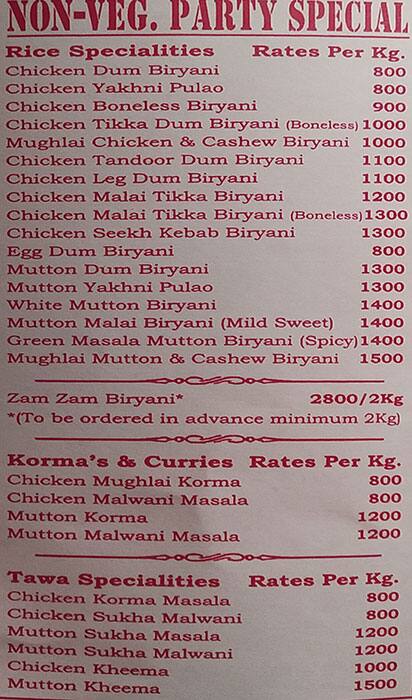 NON-VEG. PARTY SPECIAL
Rice Specialities Rates Per Kg.
Chicken Dum Biryani 800
Chicken Yakhni Pulao 800
Chicken Boneless Biryani 900
Chicken Tikka Dum Biryani (Boneless) 1000
Mughlai Chicken & Cashew Biryani 1000
Chicken Tandoor Dum Biryani 1100
Chicken Leg Dum Biryani 1100
Chicken Malai Tikka Biryani 1200
Chicken Malai Tikka Biryani (Boneless) 1300
Chicken Seekh Kebab Biryani 1300
Egg Dum Biryani 800
Mutton Dum Biryani 1300
Mutton Yakhni Pulao 1300
White Mutton Biryani 1400
Mutton Malai Biryani (Mild Sweet) 1400
Green Masala Mutton Biryani (Spicy) 1400
Mughlai Mutton & Cashew Biryani 1500
Zam Zam Biryani* 2800/2Kg
*(To be ordered in advance minimum 2Kg)
Korma's & Curries Rates Per Kg.
Chicken Mughlai Korma 800
Chicken Malwani Masala 800
Mutton Korma 1200
Mutton Malwani Masala 1200
Tawa Specialities Rates Per Kg.
Chicken Korma Masala 800
Chicken Sukha Malwani 800
Mutton Sukha Masala 1200
Mutton Sukha Malwani 1200
Chicken Kheema 1000
Mutton Kheema 1500